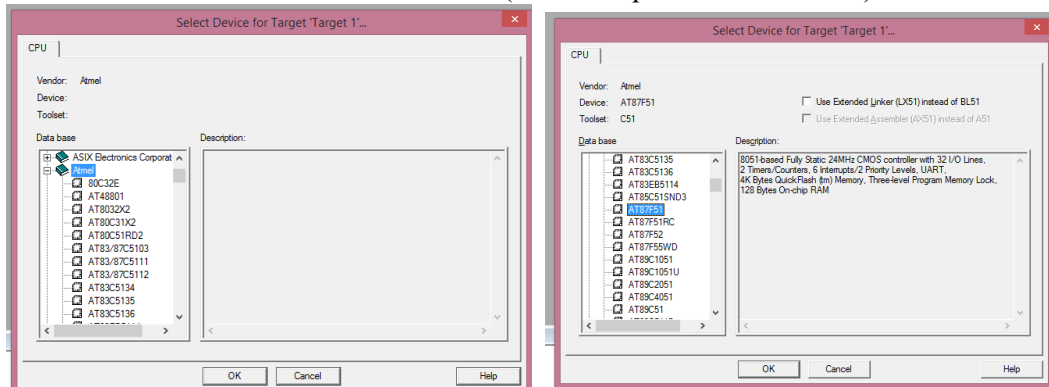 Select Device for Target 'Target 1'...
CPU
Vendor: Atmel
Device:
Toolset:
Data base
Description:
ASIX Electronics Corporat
Atmel
80C32E
AT48801
AT8032X2
AT80C31X2
AT80C51RD2
AT83/87C5103
AT83/87C5111
AT83/87C5112
AT83C5134
AT83C5135
AT83C5136
OK Cancel Help
Select Device for Target 'Target 1'...
CPU
Vendor: Atmel
Device: AT87F51
Toolset: C51
Use Extended Linker (LX51) instead of BL51
Use Extended Assembler (AX51) instead of A51
Data base
Description:
AT83C5135
AT83C5136
AT83EB5114
AT85C51SND3
AT87F51
AT87F51RC
AT87F52
AT87F55WD
AT89C1051
AT89C1051U
AT89C2051
AT89C4051
AT89C51
8051-based Fully Static 24MHz CMOS controller with 32 I/O Lines,
2 Timers/Counters, 6 Interrupts/2 Priority Levels, UART,
4K Bytes QuickFlash (tm) Memory, Three-level Program Memory Lock,
128 Bytes On-chip RAM
OK Cancel Help